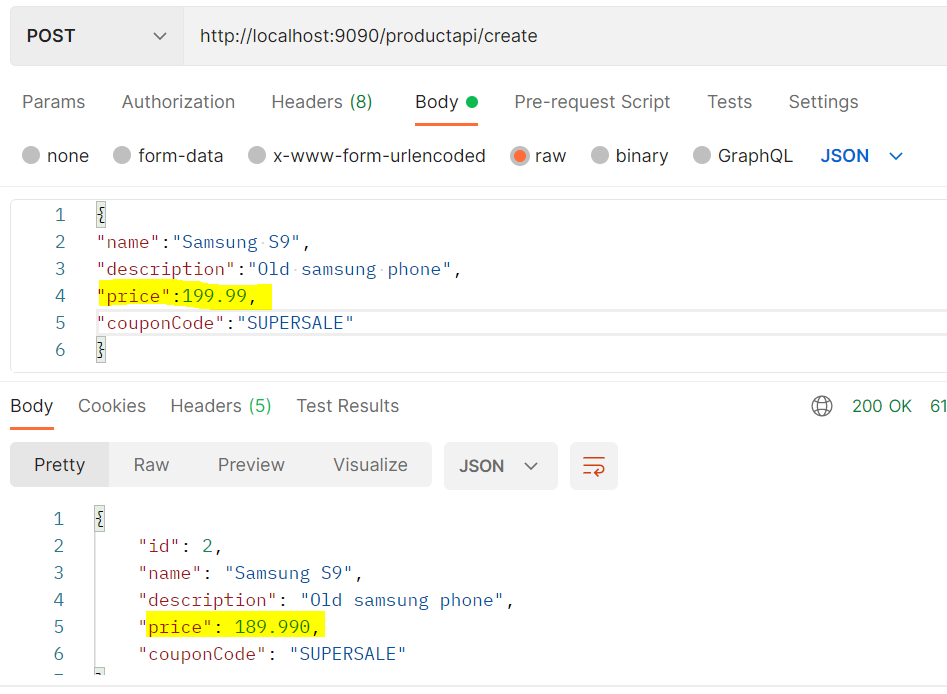 POST http://localhost:9090/productapi/create
Params Authorization Headers (8) Body Pre-request Script Tests Settings
none form-data x-www-form-urlencoded raw binary GraphQL JSON
1 {
2 "name":"Samsung S9",
3 "description":"Old samsung phone",
4 "price":199.99,
5 "couponCode":"SUPERSALE"
6 }
Body Cookies Headers (5) Test Results 200 OK 61
Pretty Raw Preview Visualize JSON
1 {
2 "id": 2,
3 "name": "Samsung S9",
4 "description": "Old samsung phone",
5 "price": 189.990,
6 "couponCode": "SUPERSALE"